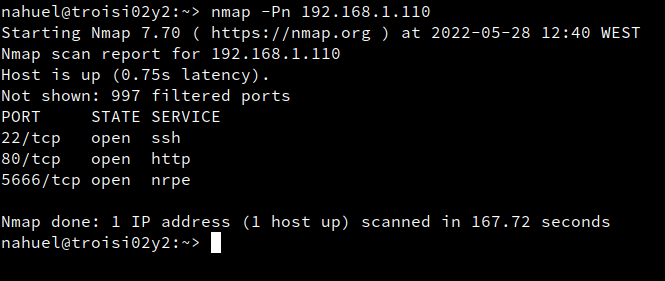 nahuel@troisi02y2:~> nmap -Pn 192.168.1.110
Starting Nmap 7.70 ( https://nmap.org ) at 2022-05-28 12:40 WEST
Nmap scan report for 192.168.1.110
Host is up (0.75s latency).
Not shown: 997 filtered ports
PORT     STATE SERVICE
22/tcp   open  ssh
80/tcp   open  http
5666/tcp open  nrpe
Nmap done: 1 IP address (1 host up) scanned in 167.72 seconds
nahuel@troisi02y2:~>